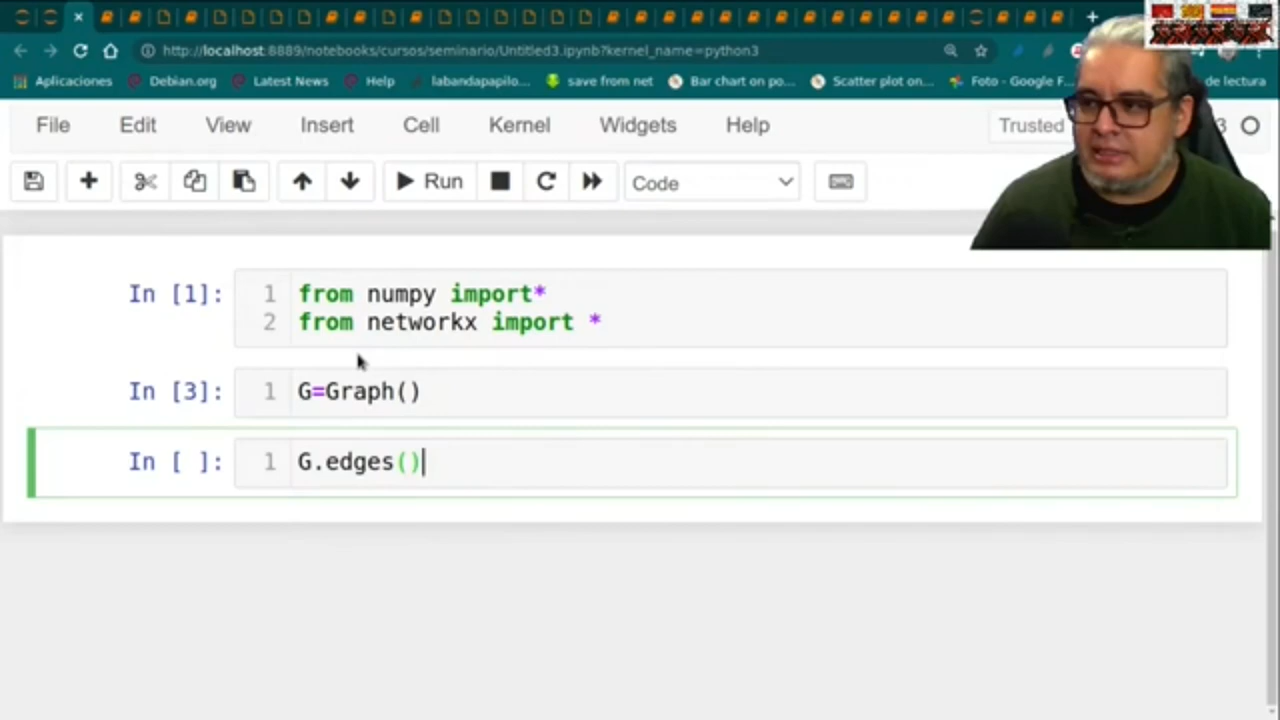 http://localhost:8889/notebooks/cursos/seminario/Untitled3.ipynb?kernel_name=python3
Aplicaciones Debian.org Latest News Help labandapapilo... save from net Bar chart on po... Scatter plot on... Foto - Google F... de lectura
File Edit View Insert Cell Kernel Widgets Help Trusted 3
Run Code
In [1]: 1 from numpy import*
2 from networkx import *
In [3]: 1 G=Graph()
In [ ]: 1 G.edges()